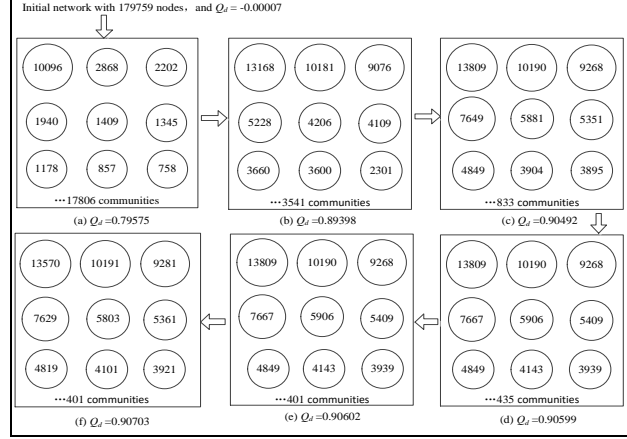 Initial network with 179759 nodes, and Qd = -0.00007
10096 2868 2202
1940 1409 1345
1178 857 758
···17806 communities
(a) Qd =0.79575
13168 10181 9076
5228 4206 4109
3660 3600 2301
···3541 communities
(b) Qd =0.89398
13809 10190 9268
7649 5881 5351
4849 3904 3895
···833 communities
(c) Qd =0.90492
13809 10190 9268
7667 5906 5409
4849 4143 3939
···435 communities
(d) Qd =0.90599
13809 10190 9268
7667 5906 5409
4849 4143 3939
···401 communities
(e) Qd =0.90602
13570 10191 9281
7629 5803 5361
4819 4101 3921
···401 communities
(f) Qd =0.90703